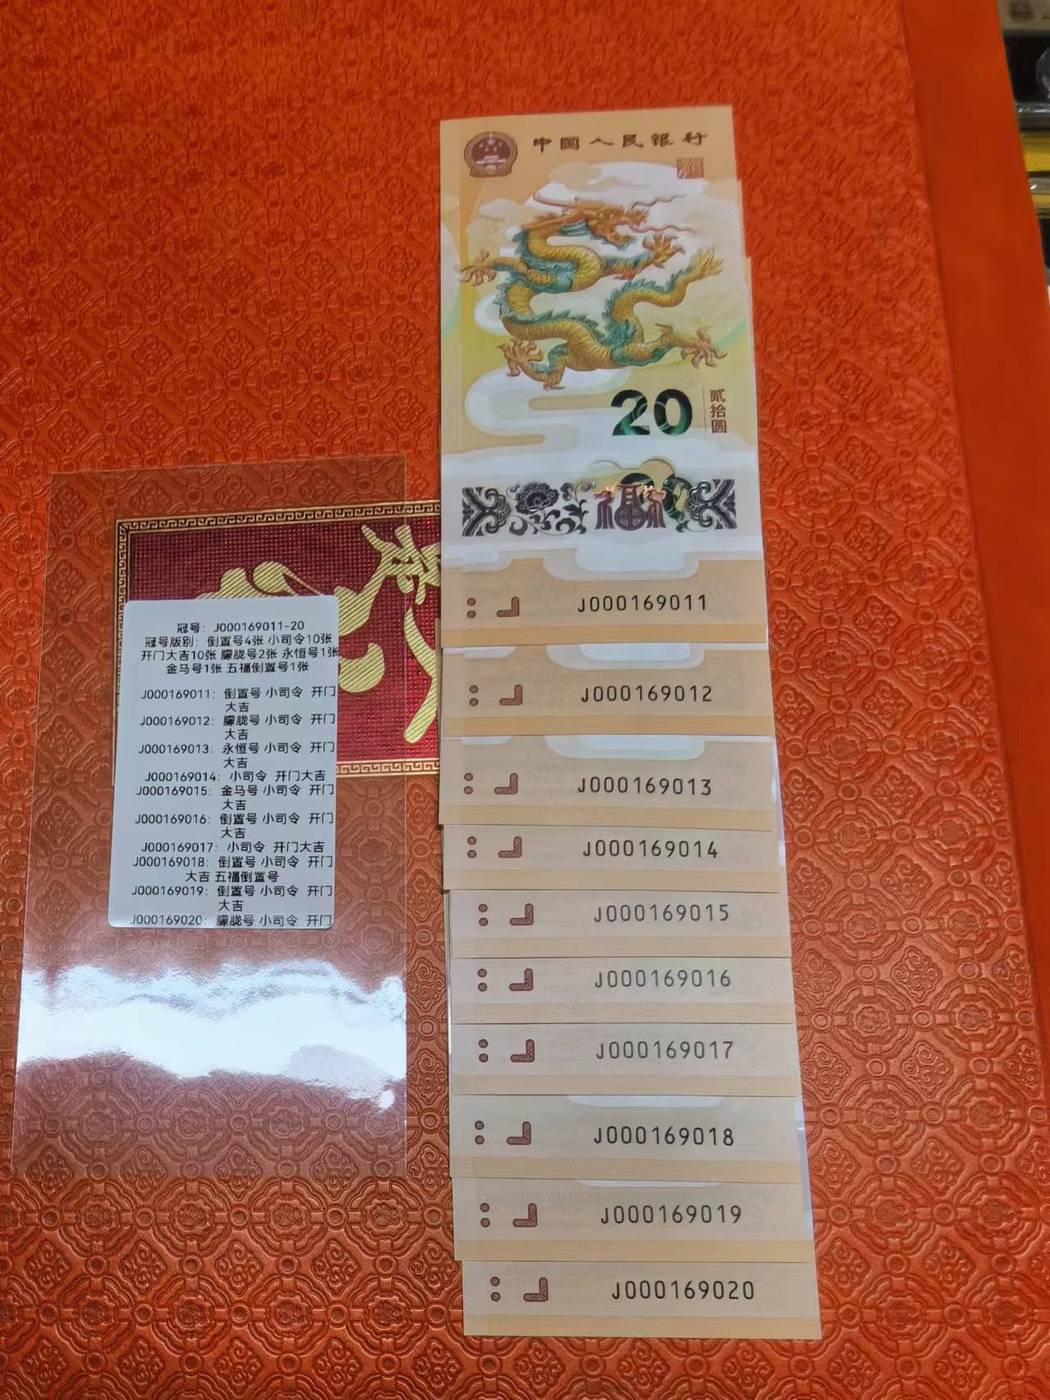 中国人民银行
20
贰拾圆
福
J000169011
J000169012
J000169013
J000169014
J000169015
J000169016
J000169017
J000169018
J000169019
J000169020
冠号: J000169011-20
冠号版别: 倒置号4张 小司令10张
开门大吉10张 朦胧号2张 永恒号1张
金马号1张 五福倒置号1张
J000169011: 倒置号 小司令 开门
大吉
J000169012: 朦胧号 小司令 开门
大吉
J000169013: 永恒号 小司令 开门
大吉
J000169014: 小司令 开门大吉
J000169015: 金马号 小司令 开门
大吉
J000169016: 倒置号 小司令 开门
大吉
J000169017: 小司令 开门大吉
J000169018: 倒置号 小司令 开门
大吉 五福倒置号
J000169019: 倒置号 小司令 开门
大吉
J000169020: 朦胧号 小司令 开门